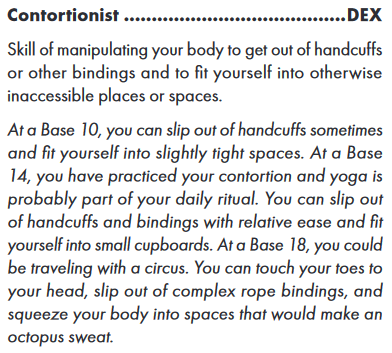 Contortionist ........................................DEX
Skill of manipulating your body to get out of handcuffs
or other bindings and to fit yourself into otherwise
inaccessible places or spaces.
At a Base 10, you can slip out of handcuffs sometimes
and fit yourself into slightly tight spaces. At a Base
14, you have practiced your contortion and yoga is
probably part of your daily ritual. You can slip out
of handcuffs and bindings with relative ease and fit
yourself into small cupboards. At a Base 18, you could
be traveling with a circus. You can touch your toes to
your head, slip out of complex rope bindings, and
squeeze your body into spaces that would make an
octopus sweat.